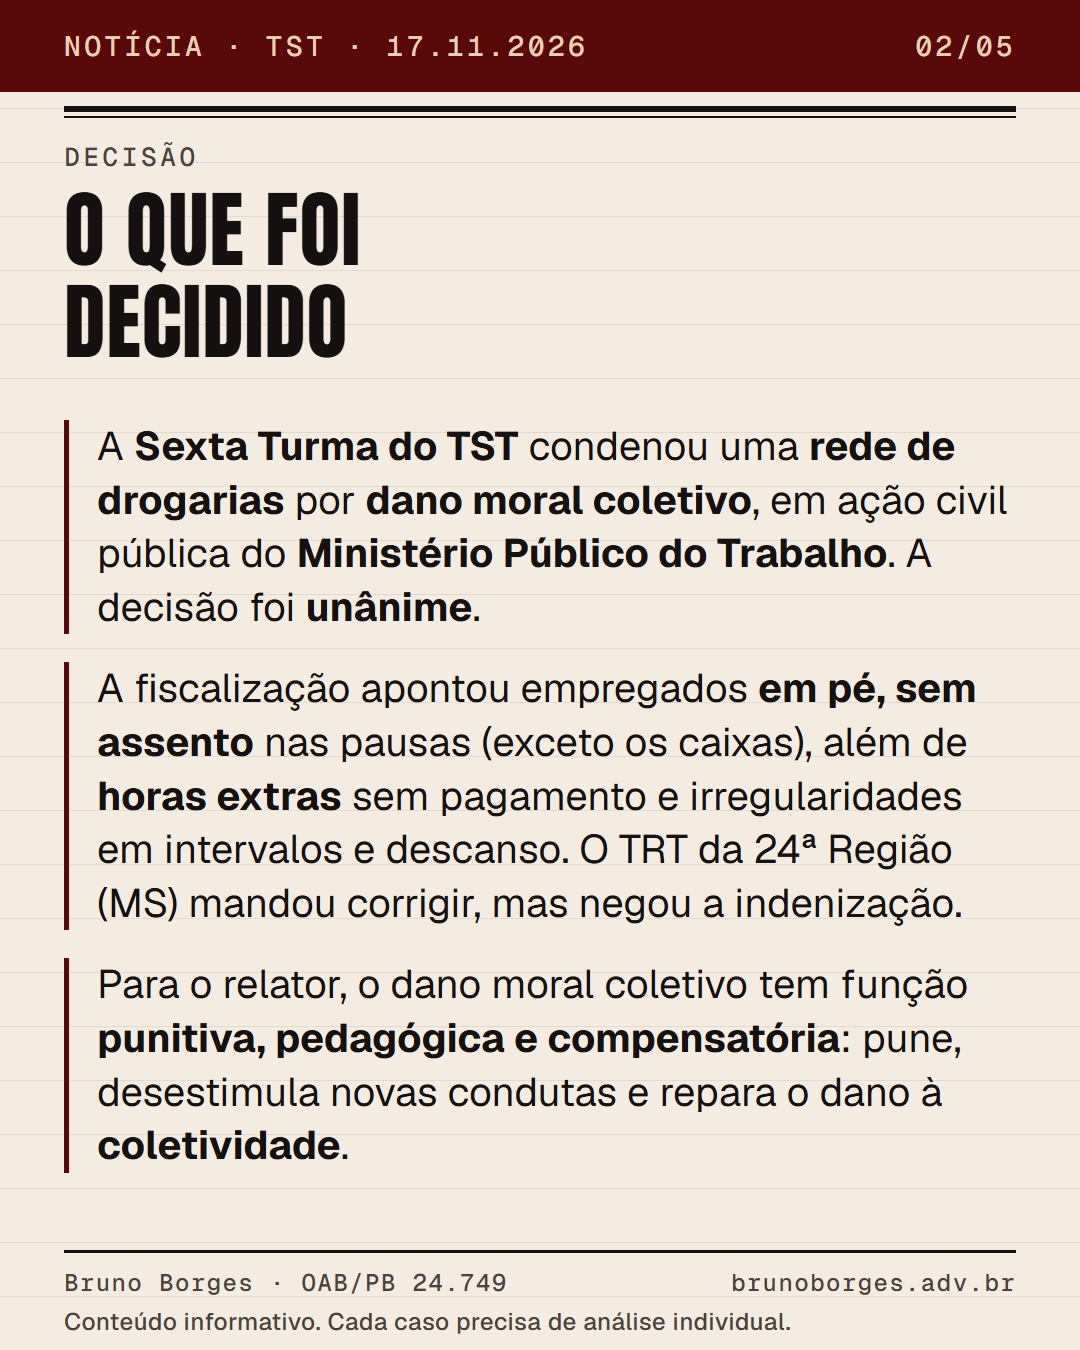 NOTÍCIA · TST · 17.11.2026 02/05
DECISÃO
O QUE FOI
DECIDIDO
A Sexta Turma do TST condenou uma rede de
drogarias por dano moral coletivo, em ação civil
pública do Ministério Público do Trabalho. A
decisão foi unânime.
A fiscalização apontou empregados em pé, sem
assento nas pausas (exceto os caixas), além de
horas extras sem pagamento e irregularidades
em intervalos e descanso. O TRT da 24ª Região
(MS) mandou corrigir, mas negou a indenização.
Para o relator, o dano moral coletivo tem função
punitiva, pedagógica e compensatória: pune,
desestimula novas condutas e repara o dano à
coletividade.
Bruno Borges · OAB/PB 24.749 brunoborges.adv.br
Conteúdo informativo. Cada caso precisa de análise individual.